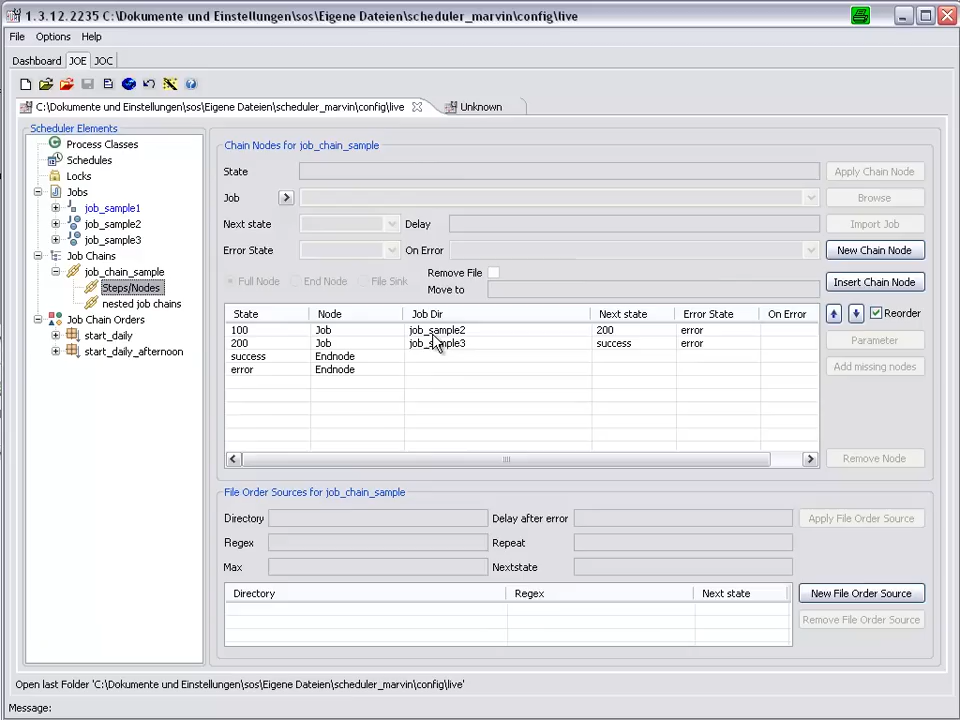 1.3.12.2235 C:\Dokumente und Einstellungen\sos\Eigene Dateien\scheduler_marvin\config\live
File Options Help
Dashboard JOE JOC
C:\Dokumente und Einstellungen\sos\Eigene Dateien\scheduler_marvin\config\live Unknown
Scheduler Elements
Process Classes
Schedules
Locks
Jobs
job_sample1
job_sample2
job_sample3
Job Chains
job_chain_sample
Steps/Nodes
nested job chains
Job Chain Orders
start_daily
start_daily_afternoon
Chain Nodes for job_chain_sample
State Apply Chain Node
Job Browse
Next state Delay Import Job
Error State On Error New Chain Node
Full Node End Node File Sink Remove File
Move to Insert Chain Node
State Node Job Dir Next state Error State On Error Reorder
100 Job job_sample2 200 error
200 Job job_sample3 success error
success Endnode
error Endnode
Parameter
Add missing nodes
Remove Node
File Order Sources for job_chain_sample
Directory Delay after error Apply File Order Source
Regex Repeat
Max Nextstate
Directory Regex Next state New File Order Source
Remove File Order Source
Open last Folder 'C:\Dokumente und Einstellungen\sos\Eigene Dateien\scheduler_marvin\config\live'
Message: